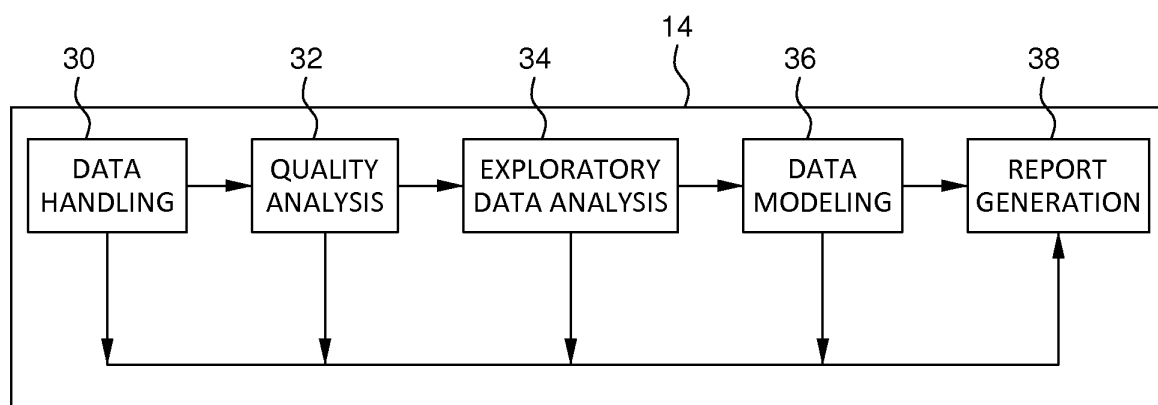 14
30
32
34
36
38
DATA
HANDLING
QUALITY
ANALYSIS
EXPLORATORY
DATA ANALYSIS
DATA
MODELING
REPORT
GENERATION